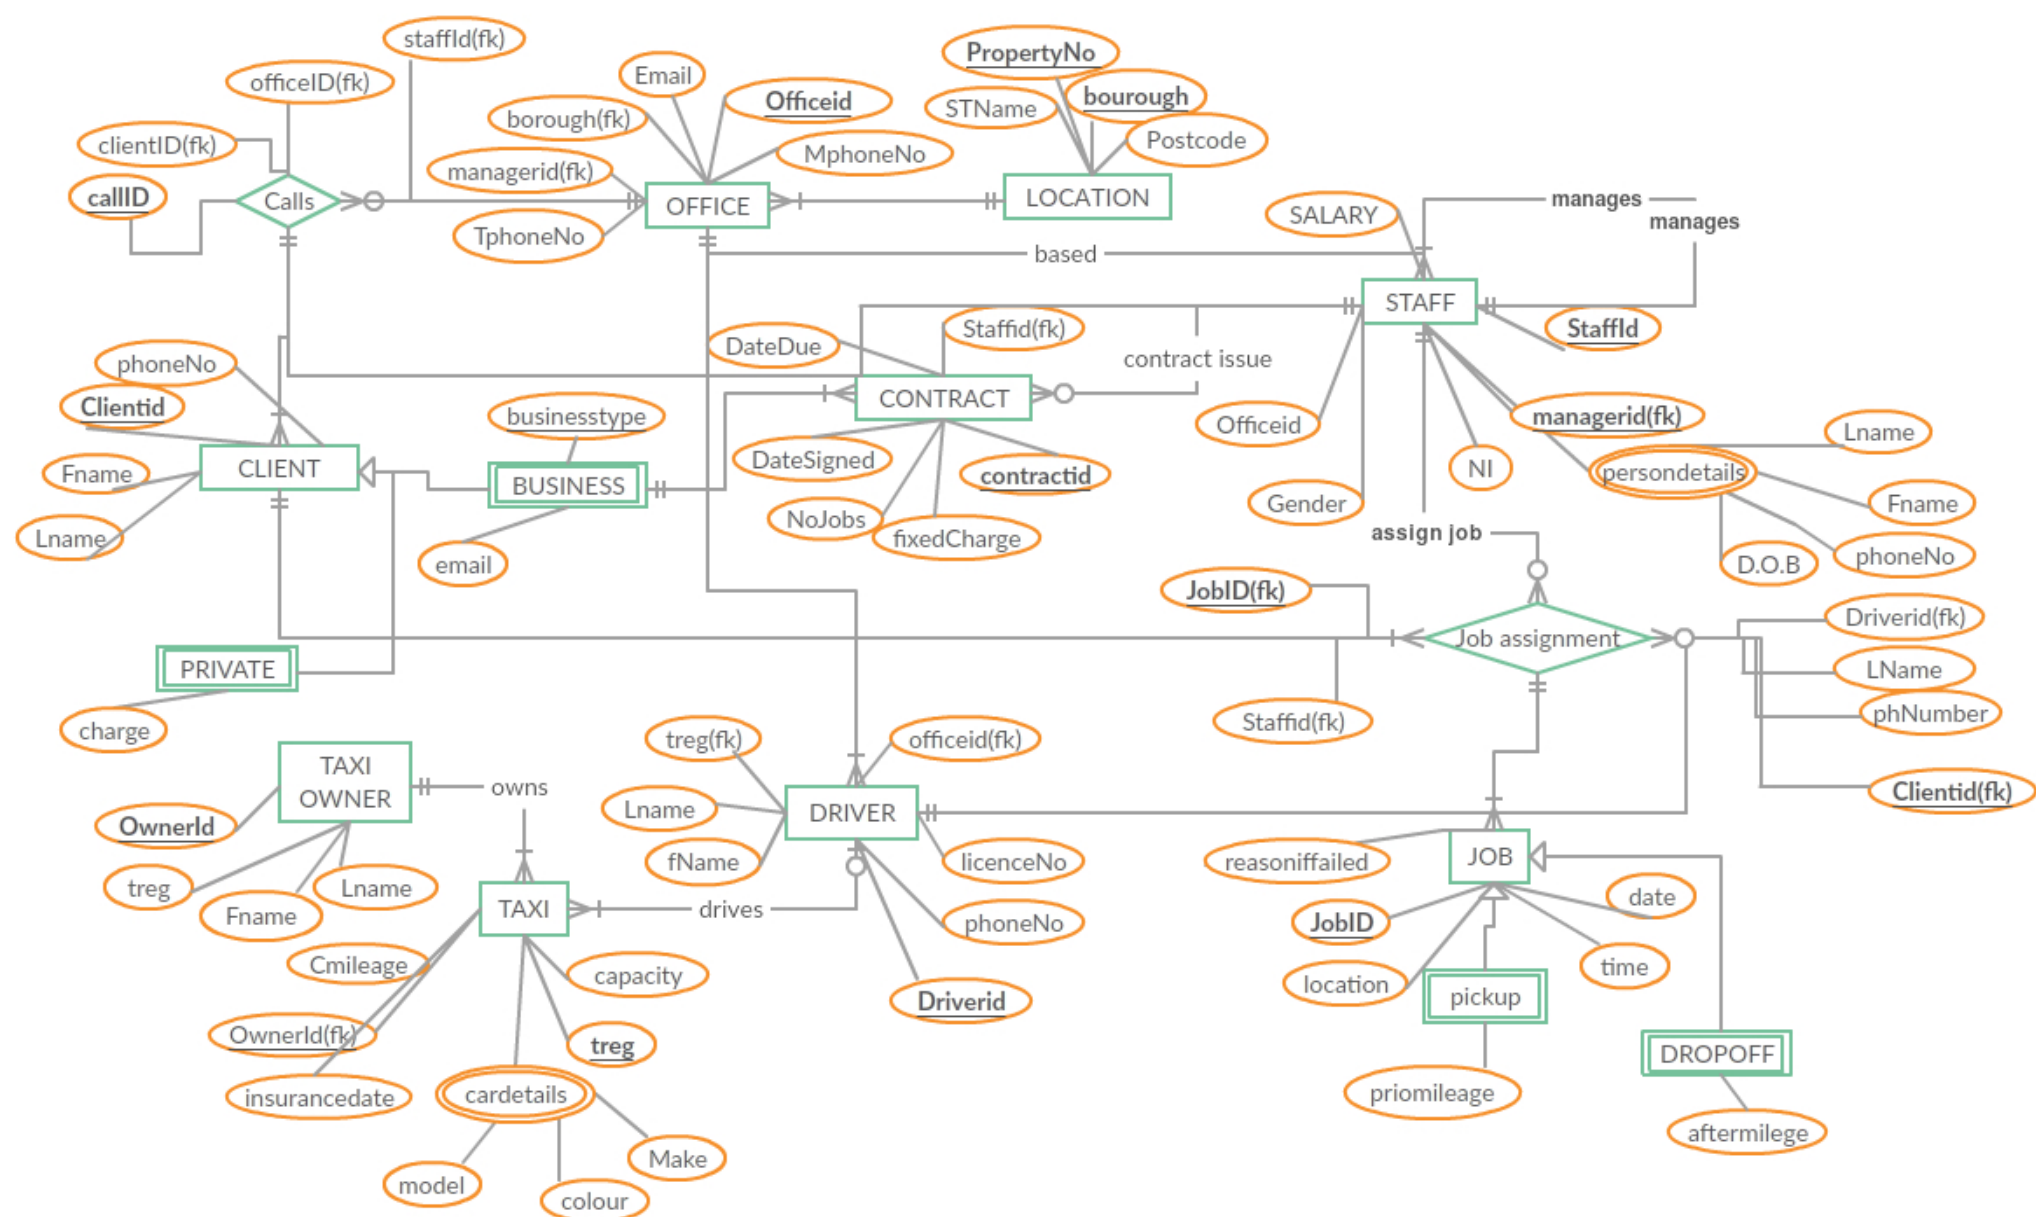 staffId(fk)
officeID(fk)
clientID(fk)
callID
Calls
Email
Officeid
borough(fk)
MphoneNo
managerid(fk)
OFFICE
TphoneNo
PropertyNo
bourough
STName
Postcode
LOCATION
SALARY
manages
manages
based
STAFF
StaffId
Staffid(fk)
DateDue
contract issue
CONTRACT
phoneNo
Clientid
businesstype
Officeid
managerid(fk)
Lname
Fname
CLIENT
BUSINESS
DateSigned
contractid
NI
persondetails
Lname
NoJobs
fixedCharge
Gender
Fname
email
assign job
D.O.B
phoneNo
JobID(fk)
Driverid(fk)
Job assignment
PRIVATE
LName
charge
Staffid(fk)
phNumber
TAXI
OWNER
owns
treg(fk)
officeid(fk)
Clientid(fk)
OwnerId
Lname
DRIVER
treg
Lname
fName
licenceNo
reasoniffailed
JOB
Fname
TAXI
drives
phoneNo
JobID
date
Cmileage
capacity
Driverid
location
pickup
time
OwnerId(fk)
treg
DROPOFF
insurancedate
cardetails
priomileage
aftermilege
model
colour
Make